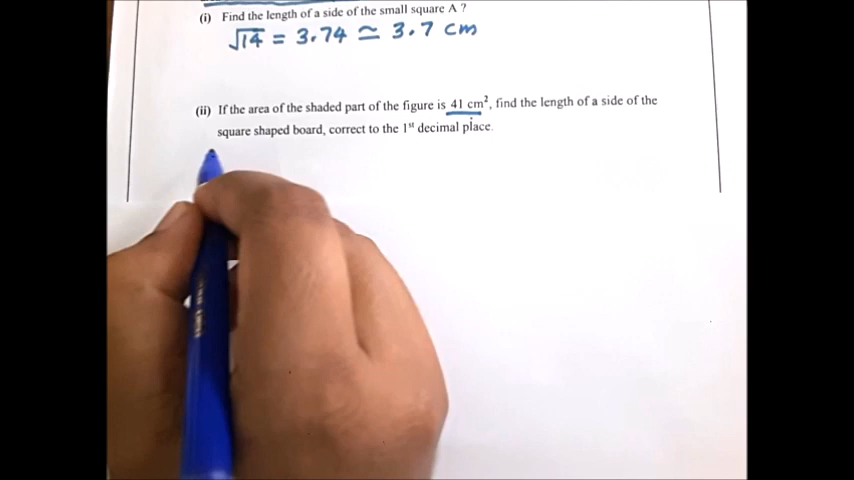 (i) Find the length of a side of the small square A ?
√14 = 3.74 ≃ 3.7 cm
(ii) If the area of the shaded part of the figure is 41 cm², find the length of a side of the
square shaped board, correct to the 1st decimal place.